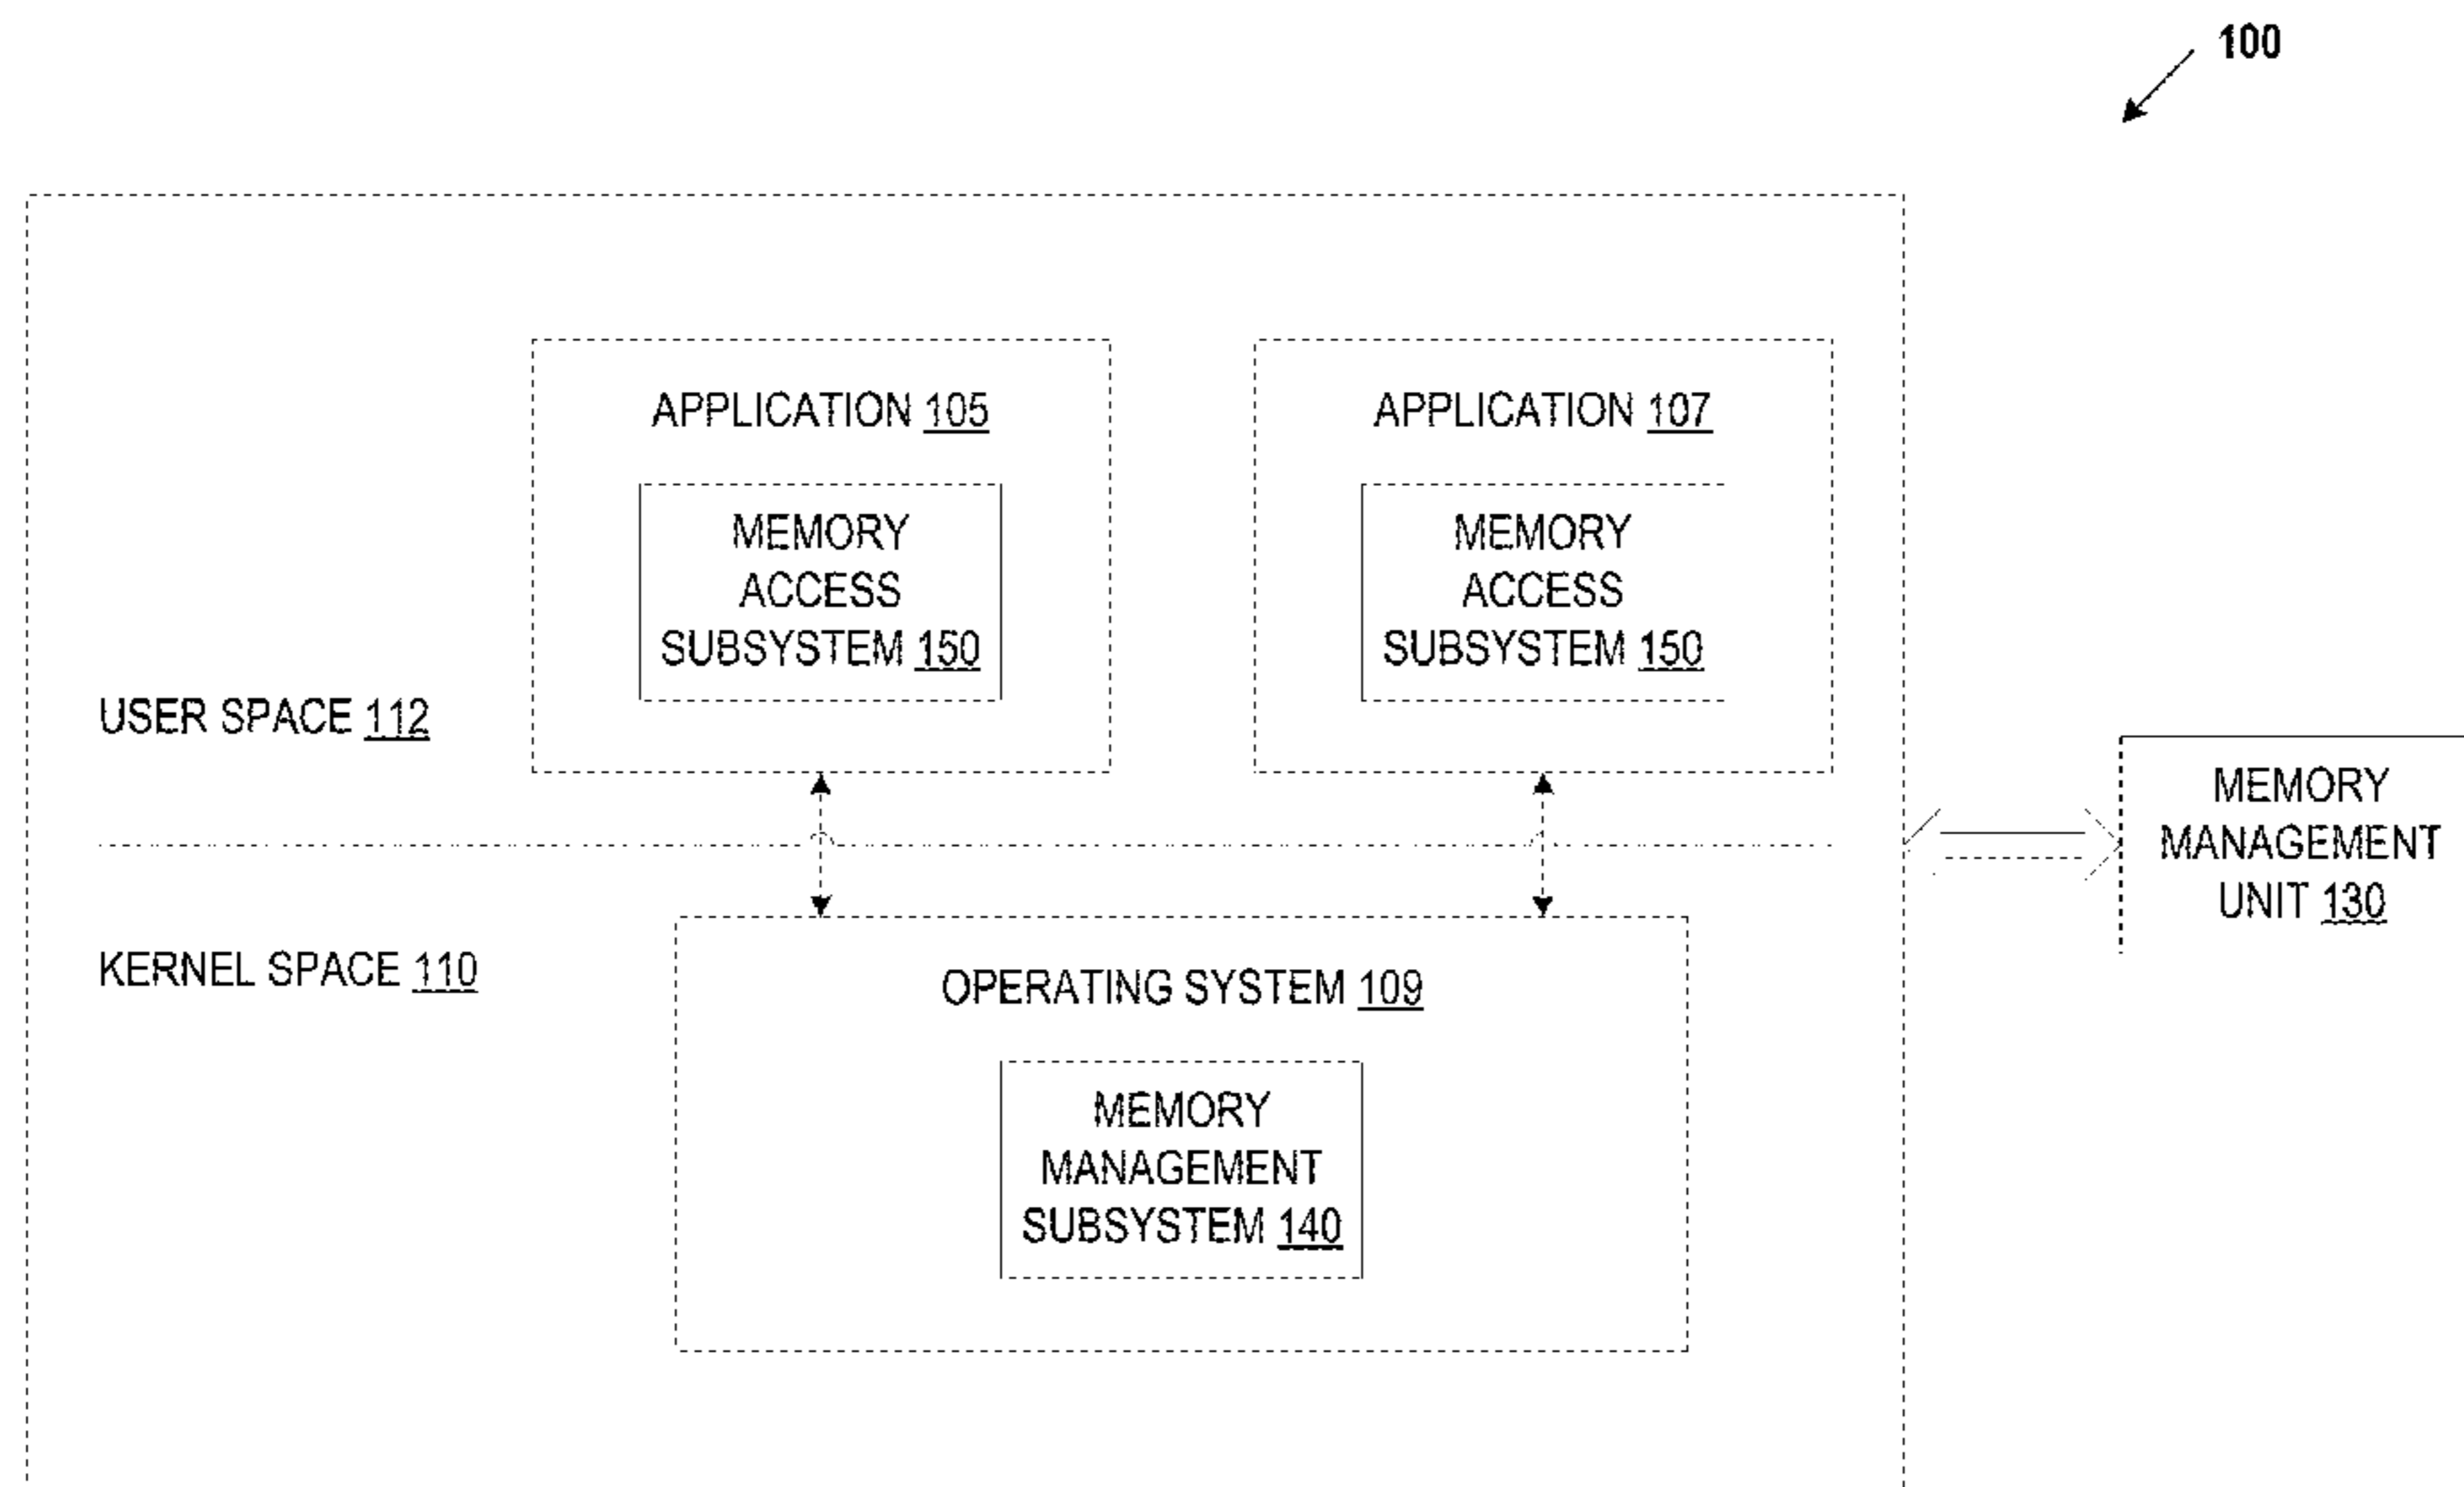 100
APPLICATION 105
MEMORY
ACCESS
SUBSYSTEM 150
APPLICATION 107
MEMORY
ACCESS
SUBSYSTEM 150
USER SPACE 112
MEMORY
MANAGEMENT
UNIT 130
KERNEL SPACE 110
OPERATING SYSTEM 109
MEMORY
MANAGEMENT
SUBSYSTEM 140